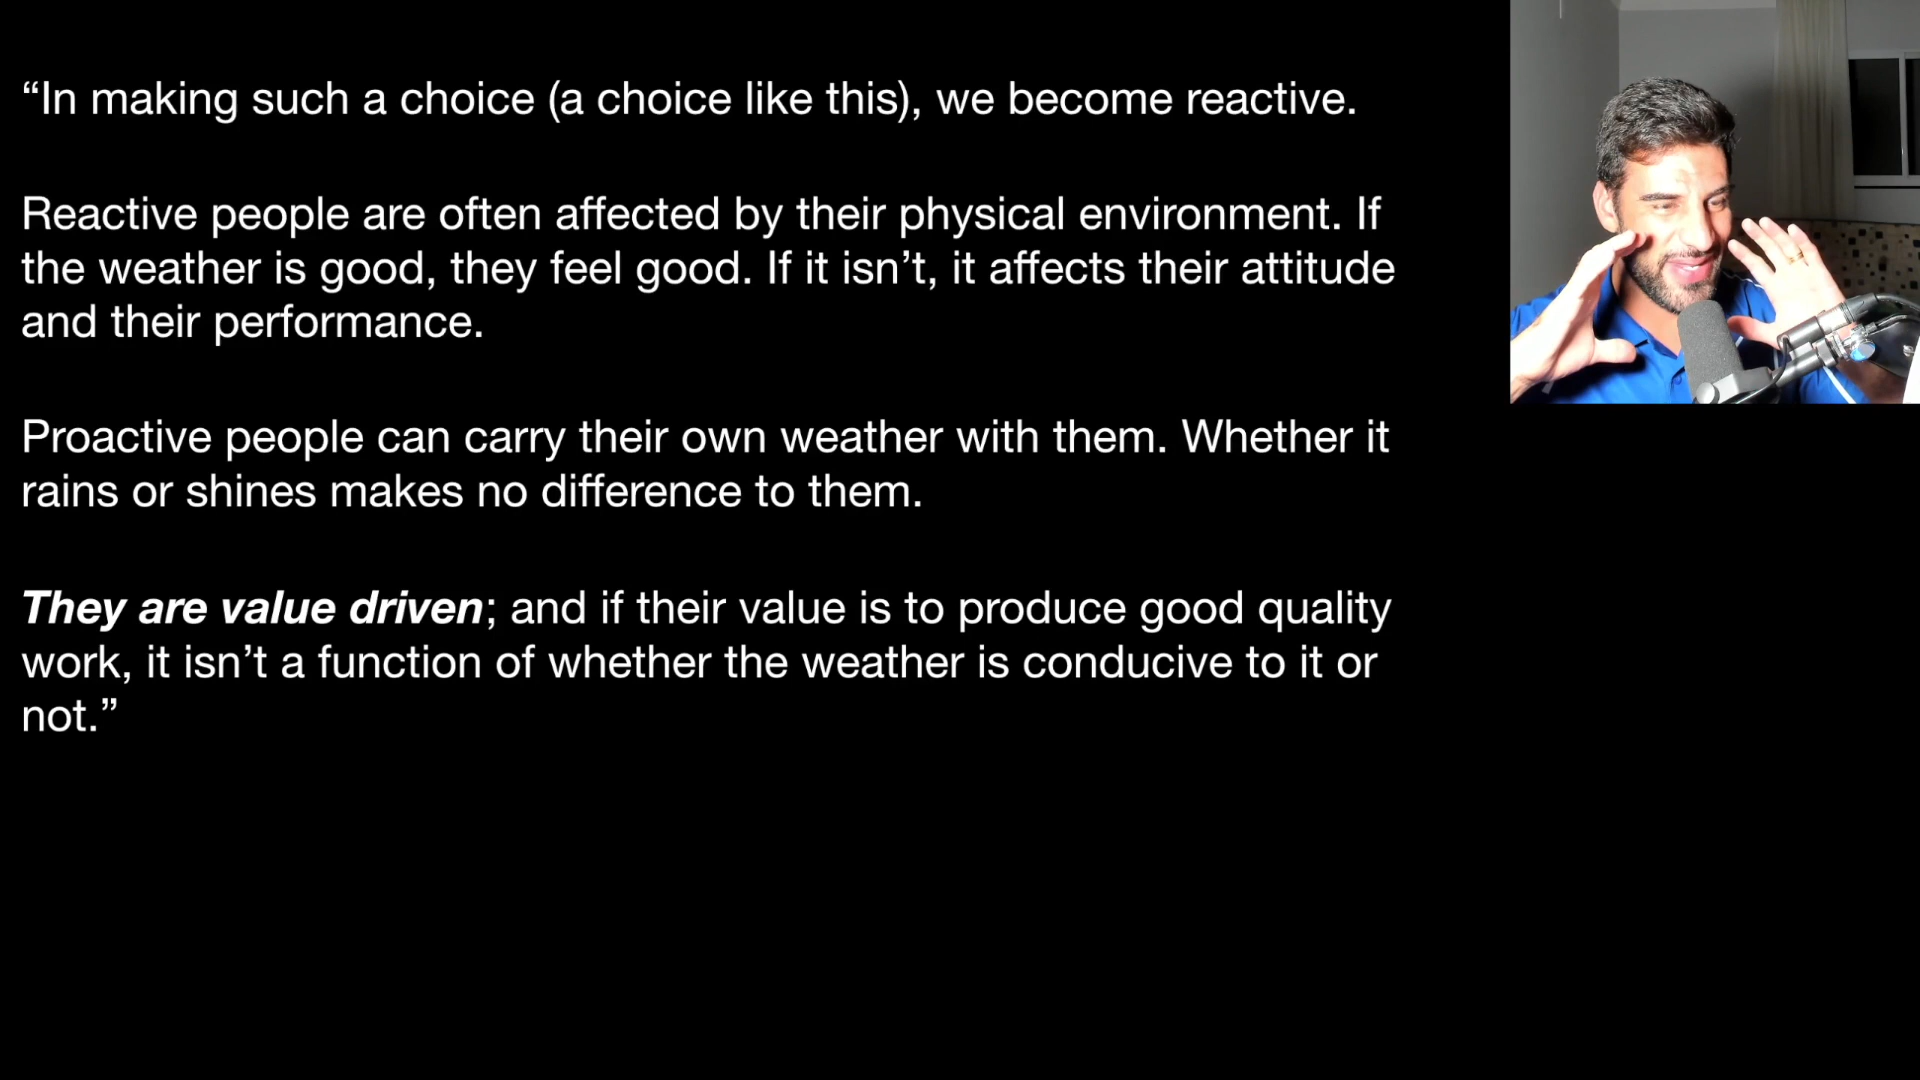 “In making such a choice (a choice like this), we become reactive.
Reactive people are often affected by their physical environment. If
the weather is good, they feel good. If it isn’t, it affects their attitude
and their performance.
Proactive people can carry their own weather with them. Whether it
rains or shines makes no difference to them.
They are value driven; and if their value is to produce good quality
work, it isn’t a function of whether the weather is conducive to it or
not.”